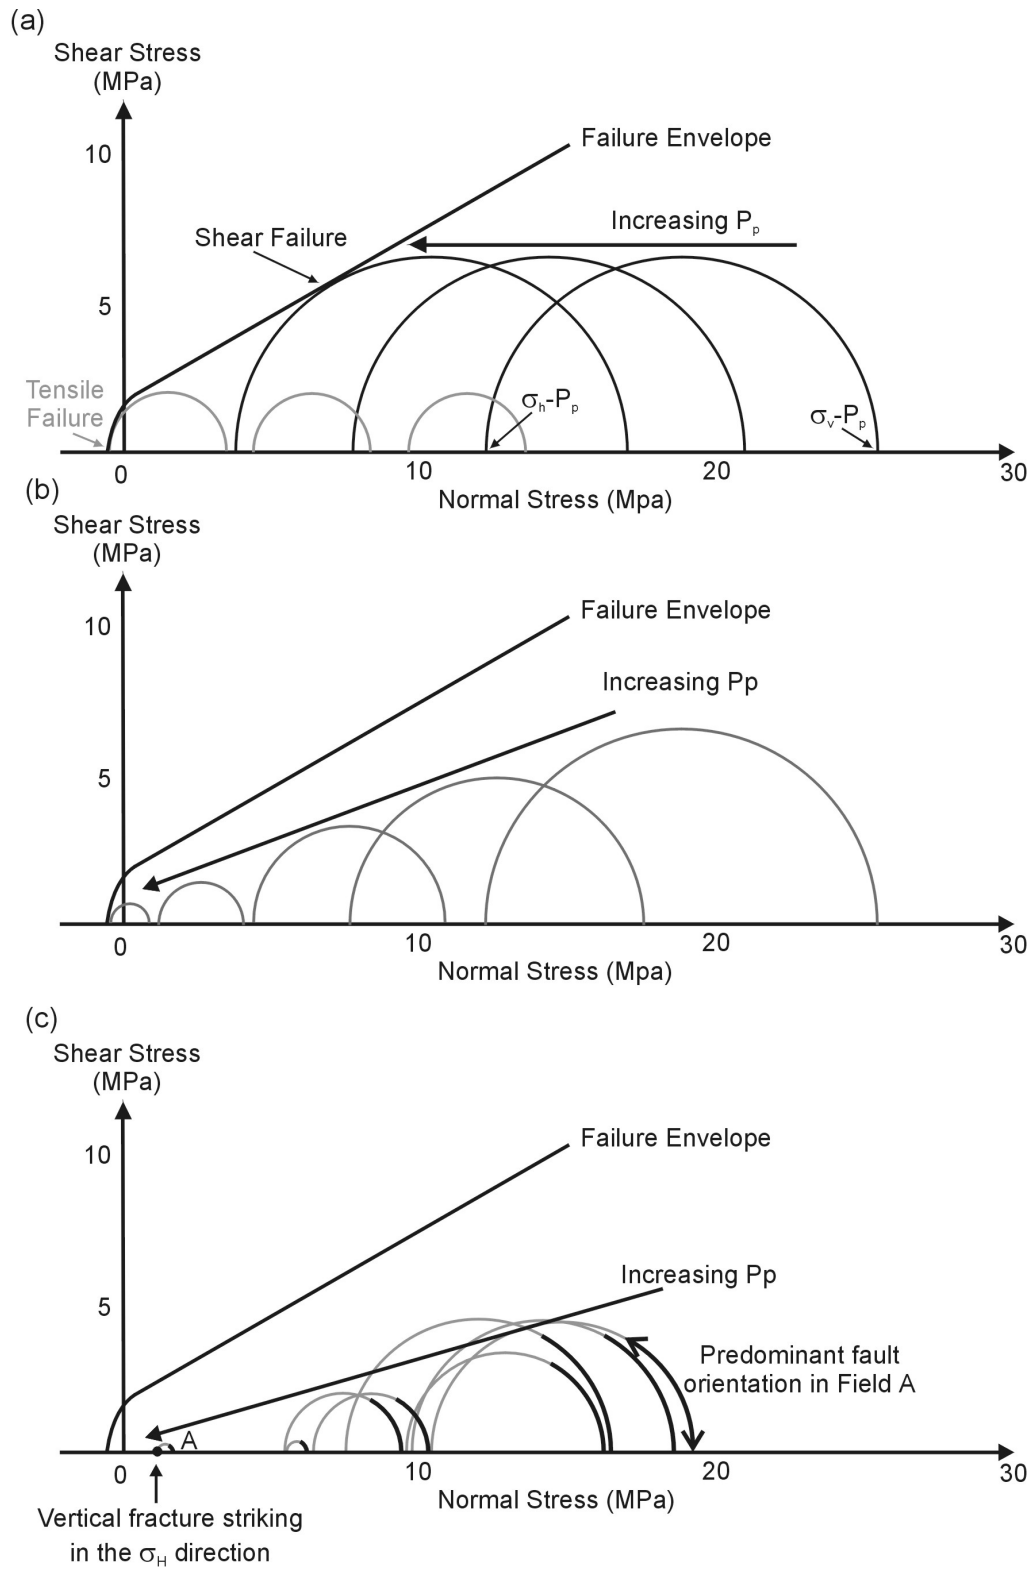 (a)
Shear Stress
(MPa)
10
Failure Envelope
Increasing Pp
Shear Failure
5
Tensile
Failure
σh-Pp
σv-Pp
0
10
20
30
Normal Stress (Mpa)
(b)
Shear Stress
(MPa)
10
Failure Envelope
Increasing Pp
5
0
10
20
30
Normal Stress (Mpa)
(c)
Shear Stress
(MPa)
10
Failure Envelope
Increasing Pp
5
Predominant fault
orientation in Field A
A
0
10
20
30
Normal Stress (MPa)
Vertical fracture striking
in the σH direction